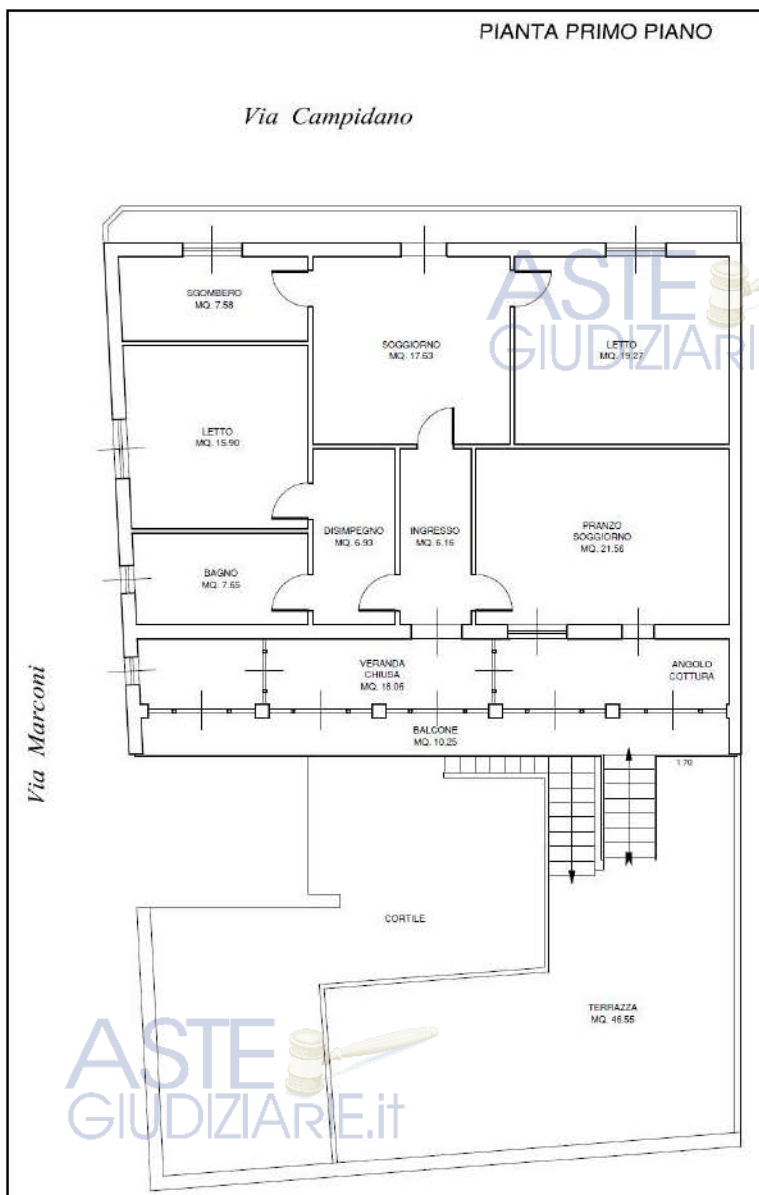 PIANTA PRIMO PIANO
Via Campidano
SGOMBERO
MQ. 7.58
SOGGIORNO
MQ. 17.63
ASTE
GIUDIZIARI
LETTO
MQ. 19.27
LETTO
MQ. 15.90
DISIMPEGNO
MQ. 6.93
INGRESSO
MQ. 6.16
PRANZO
SOGGIORNO
MQ. 21.56
BAGNO
MQ. 7.65
VERANDA
CHIUSA
MQ. 18.06
ANGOLO
COTTURA
BALCONE
MQ. 10.25
Via Marconi
1.70
CORTILE
TERRAZZA
MQ. 46.55
ASTE
GIUDIZIARIE.it